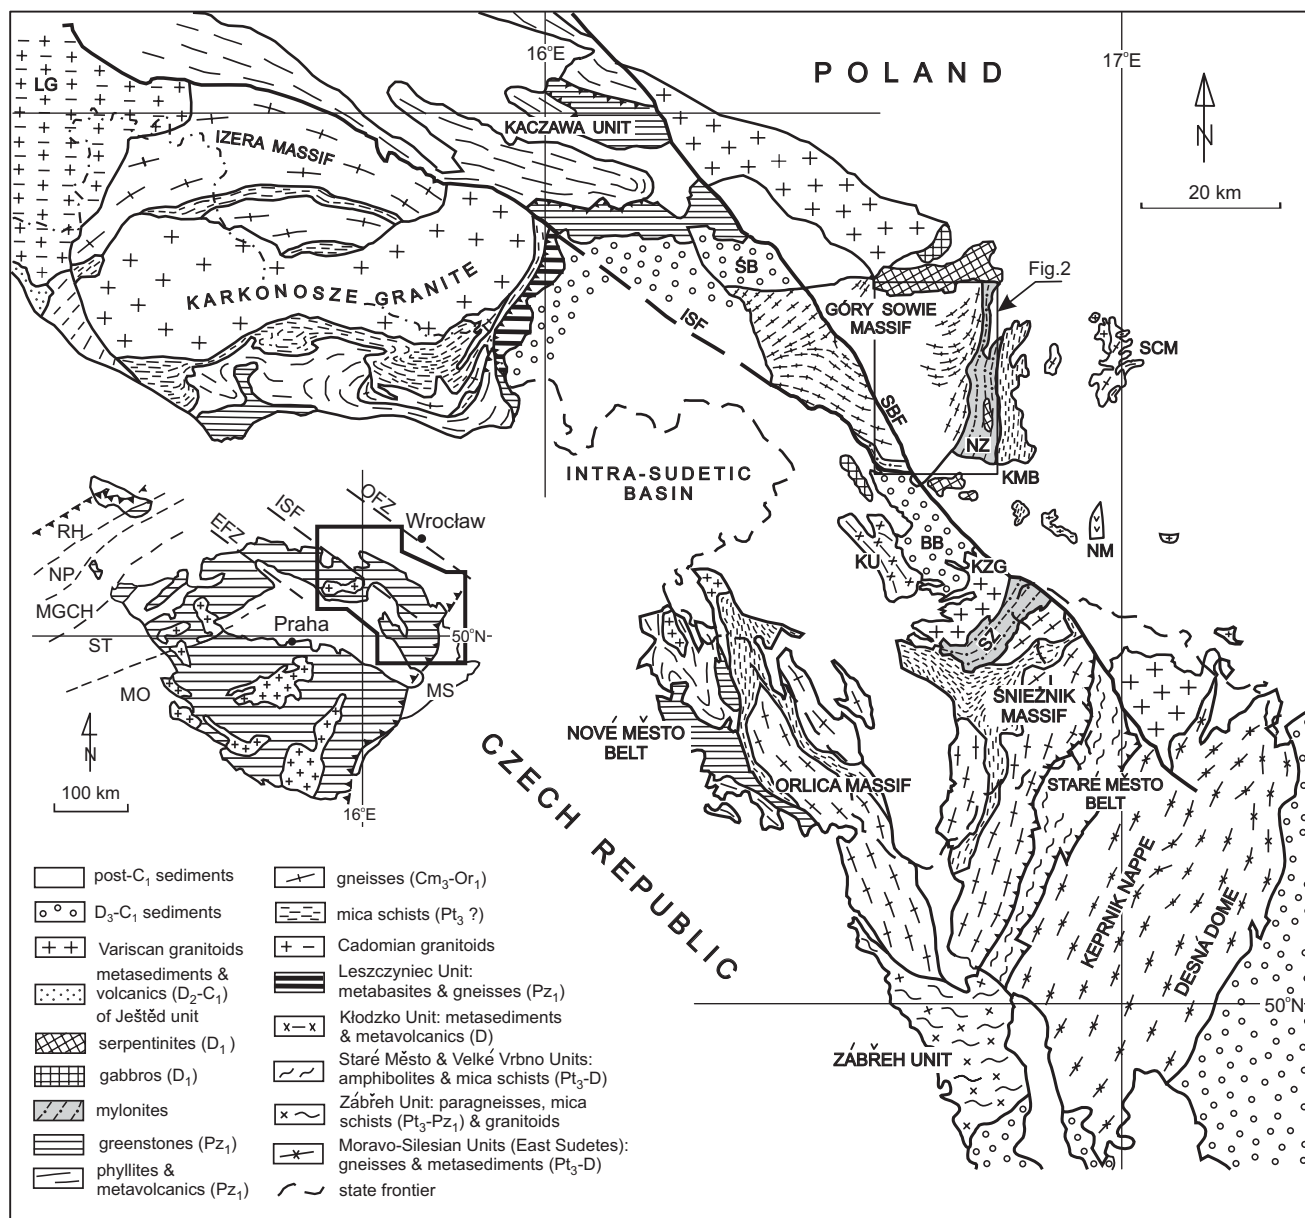 16°E
POLAND
17°E
LG
N
IZERA MASSIF
KACZAWA UNIT
20 km
ŚB
Fig.2
KARKONOSZE GRANITE
ISF
GÓRY SOWIE
MASSIF
SCM
SBF
NZ
INTRA-SUDETIC
BASIN
KMB
OFZ
ISF
Wrocław
EFZ
RH
BB
NM
KU
KZG
NP
MGCH
Praha
50°N
ST
SZ
MO
MS
ŚNIEŻNIK
MASSIF
N
NOVÉ MĚSTO
BELT
CZECH REPUBLIC
ORLICA MASSIF
STARÉ MĚSTO
BELT
100 km
16°E
KEPRNIK NAPPE
DESNÁ DOME
50°N
ZÁBŘEH UNIT
post-C1 sediments
D3-C1 sediments
Variscan granitoids
metasediments &
volcanics (D2-C1)
of Ještěd unit
serpentinites (D1)
gabbros (D1)
mylonites
greenstones (Pz1)
phyllites &
metavolcanics (Pz1)
gneisses (Cm3-Or1)
mica schists (Pt3 ?)
Cadomian granitoids
Leszczyniec Unit:
metabasites & gneisses (Pz1)
Kłodzko Unit: metasediments
& metavolcanics (D)
Staré Město & Velké Vrbno Units:
amphibolites & mica schists (Pt3-D)
Zábřeh Unit: paragneisses, mica
schists (Pt3-Pz1) & granitoids
Moravo-Silesian Units (East Sudetes):
gneisses & metasediments (Pt3-D)
state frontier